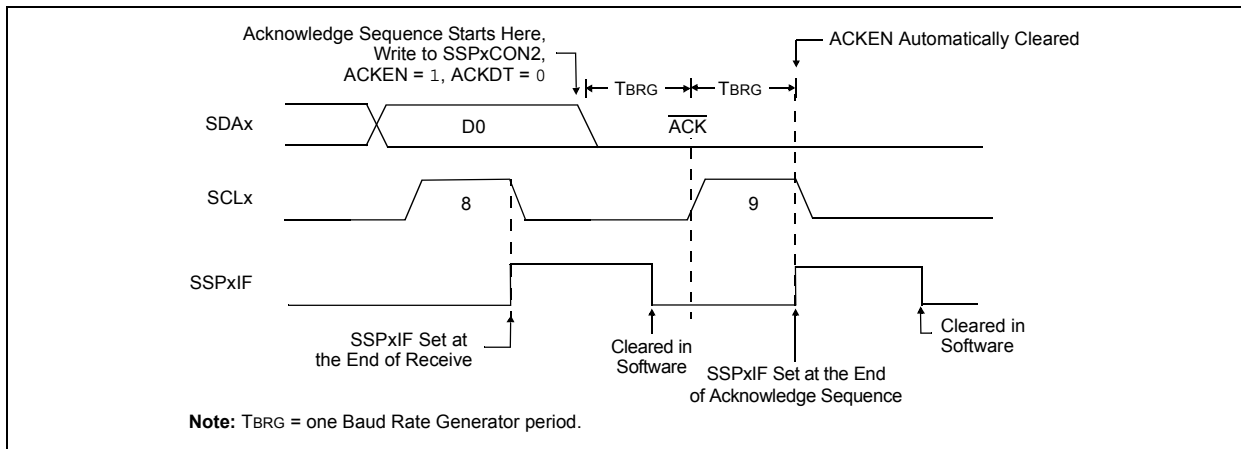 Acknowledge Sequence Starts Here,
Write to SSPxCON2,
ACKEN = 1, ACKDT = 0
ACKEN Automatically Cleared
TBRG
TBRG
SDAx
D0
ACK
SCLx
8
9
SSPxIF
SSPxIF Set at
the End of Receive
Cleared in
Software
SSPxIF Set at the End
of Acknowledge Sequence
Cleared in
Software
Note: TBRG = one Baud Rate Generator period.